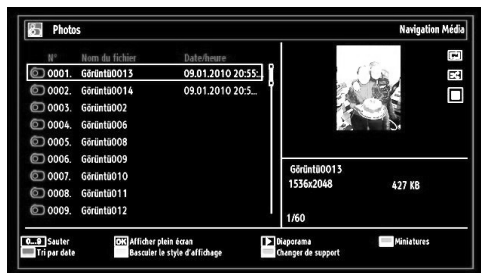 Photos
Navigation Média
N° Nom du fichier Date/heure
0001. Görüntü0013 09.01.2010 20:55:..
0002. Görüntü0014 09.01.2010 20:5...
0003. Görüntü002
0004. Görüntü006
0005. Görüntü008
0006. Görüntü009
0007. Görüntü010
0008. Görüntü011
0009. Görüntü012
Görüntü0013
1536x2048 427 KB
1/60
0...9 Sauter OK Afficher plein écran Diaporama Miniatures
Tri par date Basculer le style d'affichage Changer de support